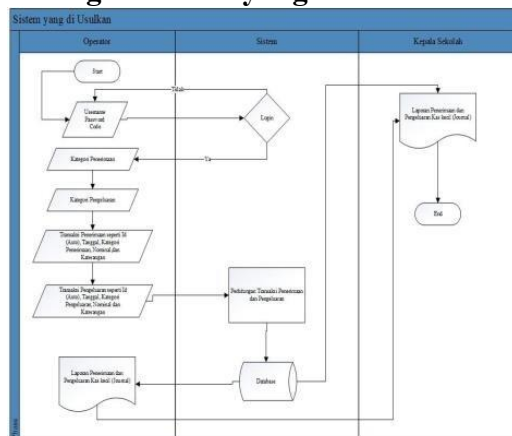 Sistem yang di Usulkan
Operator
Sistem
Kepala Sekolah
Start
Tidak
Username
Password
Code
Login
Laporan Penerimaan dan
Pengeluaran Kas kecil (Journal)
Kategori Penerimaan
Ya
Kategori Pengeluaran
End
Transaksi Penerimaan seperti Id
(Auto), Tanggal, Kategori
Penerimaan, Nominal dan
Keterangan
Transaksi Pengeluaran seperti Id
(Auto), Tanggal, Kategori
Pengeluaran, Nominal dan
Keterangan
Perhitungan Transaksi Penerimaan
dan Pengeluaran
Laporan Penerimaan dan
Pengeluaran Kas kecil (Journal)
Database